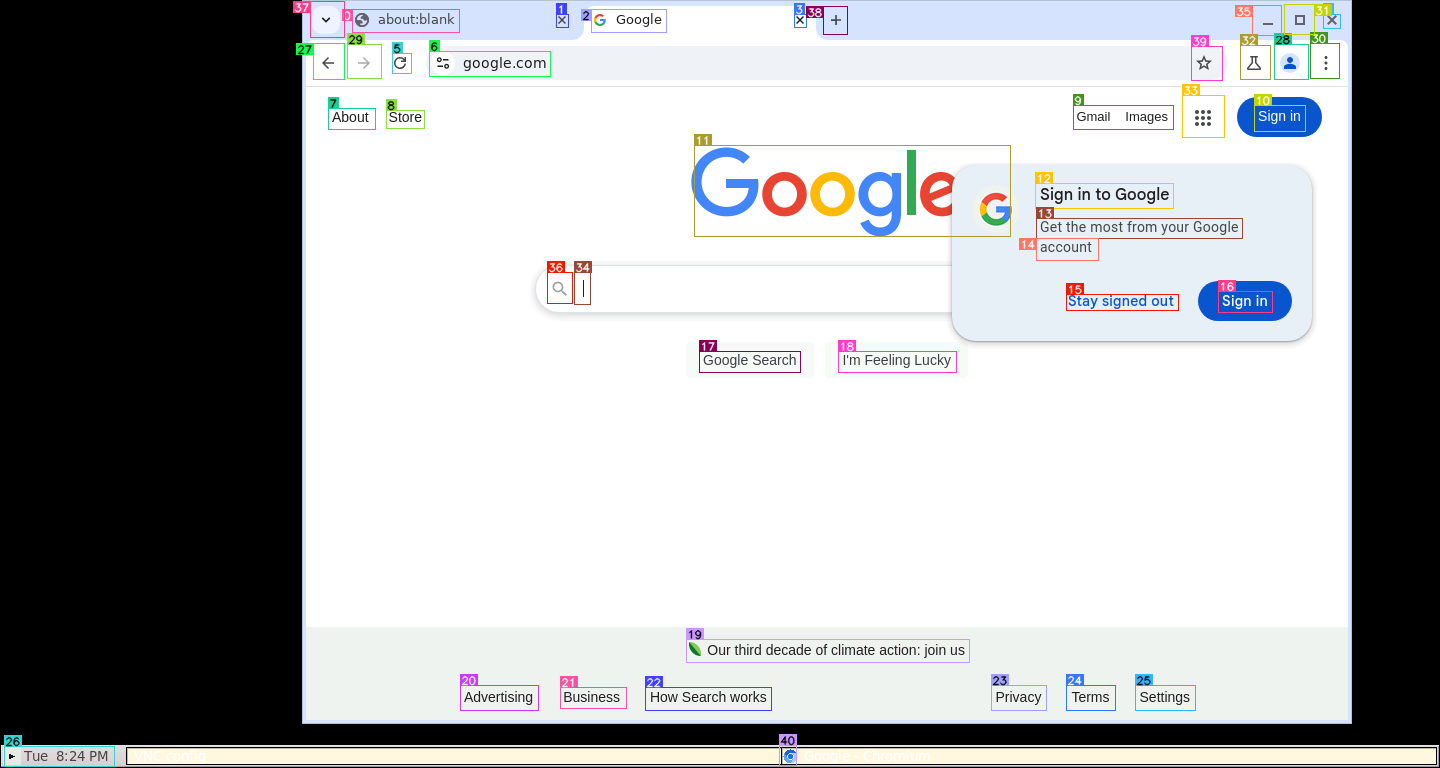 about:blank
Google
google.com
About
Store
Gmail
Images
Sign in
Google
Sign in to Google
Get the most from your Google
account
Stay signed out
Sign in
Google Search
I'm Feeling Lucky
Our third decade of climate action: join us
Advertising
Business
How Search works
Privacy
Terms
Settings
Tue 8:24 PM
37
0
1
2
3
38
35
31
27
29
5
6
39
32
28
30
7
8
9
33
10
11
12
13
14
15
16
36
34
17
18
19
20
21
22
23
24
25
26
40